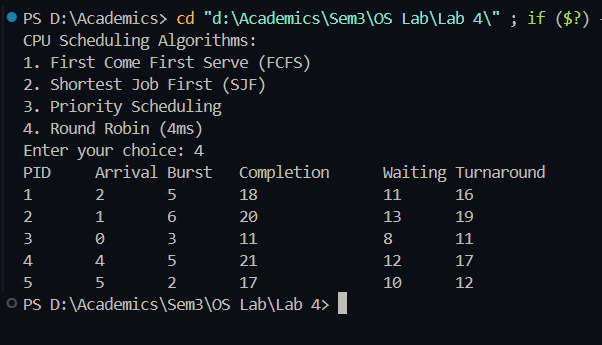 PS D:\Academics> cd "d:\Academics\Sem3\OS Lab\Lab 4\" ; if ($?)
CPU Scheduling Algorithms:
1. First Come First Serve (FCFS)
2. Shortest Job First (SJF)
3. Priority Scheduling
4. Round Robin (4ms)
Enter your choice: 4
PID Arrival Burst Completion Waiting Turnaround
1 2 5 18 11 16
2 1 6 20 13 19
3 0 3 11 8 11
4 4 5 21 12 17
5 5 2 17 10 12
PS D:\Academics\Sem3\OS Lab\Lab 4>